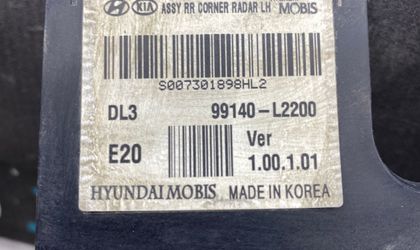 KIA ASSY RR CORNER RADAR LH MOBIS
S007301898HL2
DL3 99140-L2200
E20 Ver
1.00.1.01
HYUNDAI MOBIS MADE IN KOREA